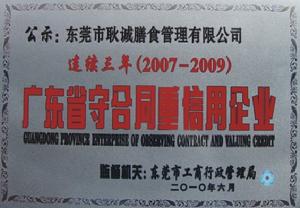 公示：东莞市耿诚膳食管理有限公司
连续三年(2007-2009)
广东省守合同重信用企业
GUANGDONG PROVINCE ENTERPRISE OF OBSERVING CONTRACT AND VALUING CREDIT
监督机关：东莞市工商行政管理局
二〇一〇年六月